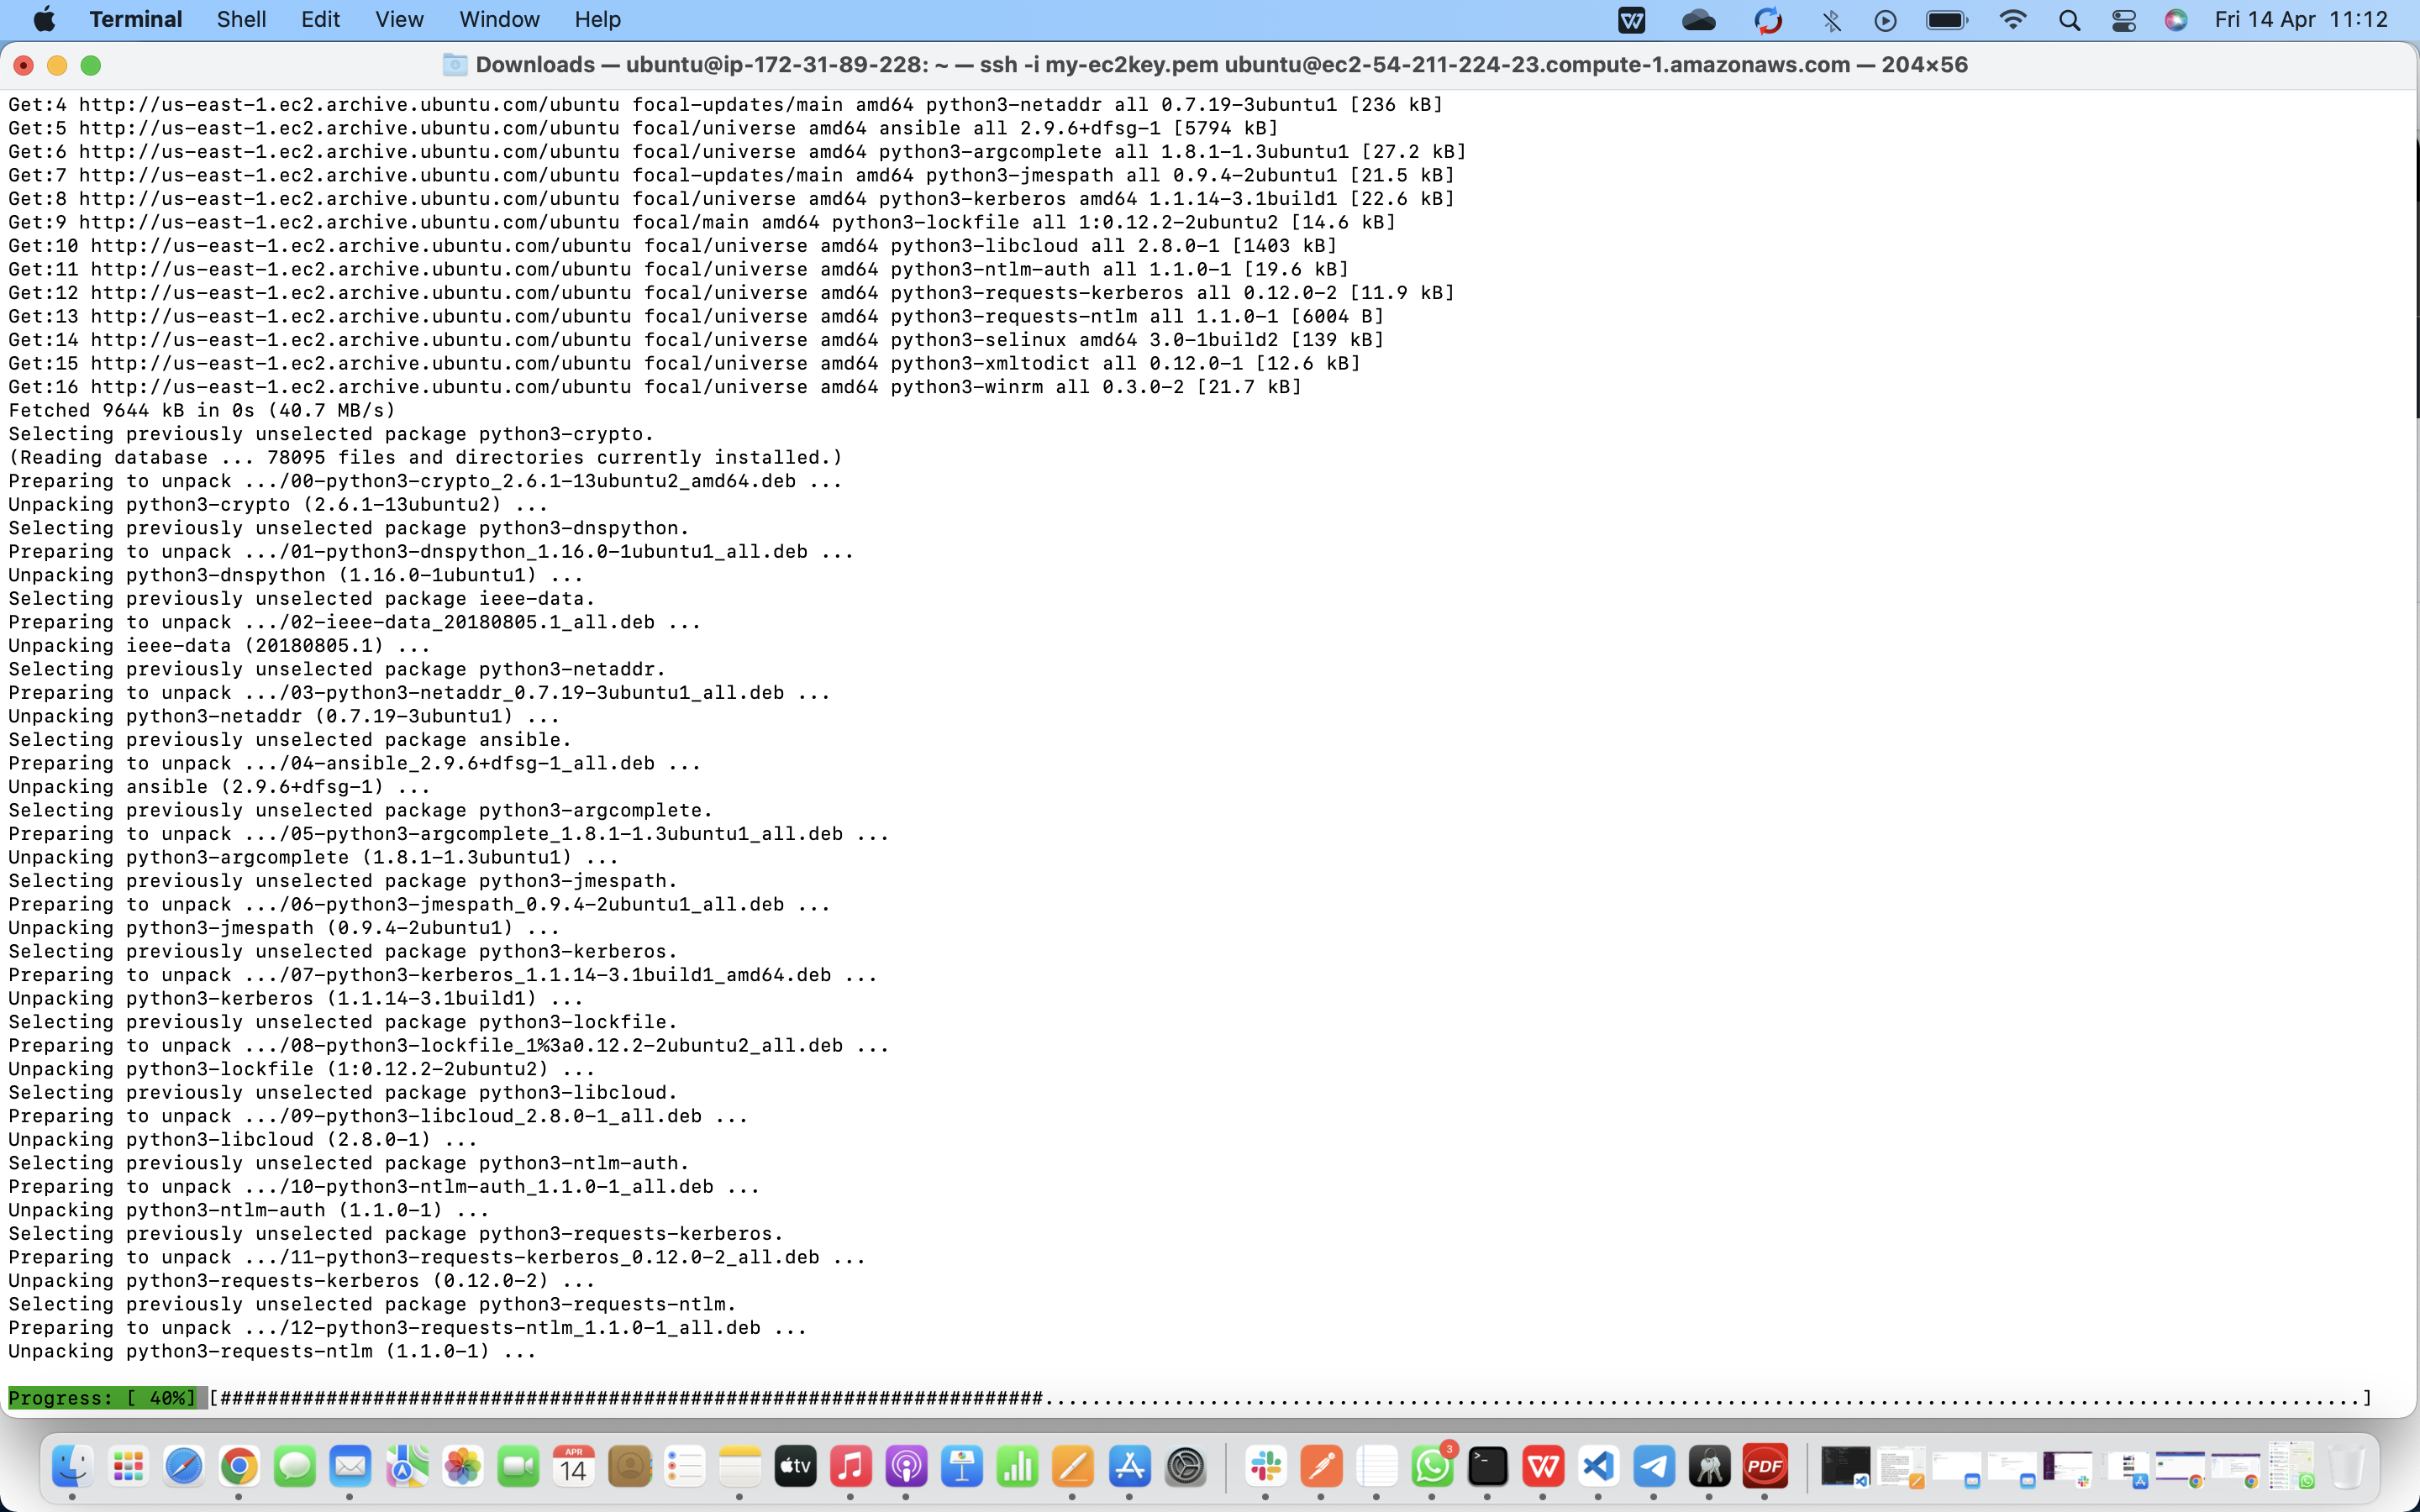 Terminal Shell Edit View Window Help Fri 14 Apr 11:12
Downloads — ubuntu@ip-172-31-89-228: ~ — ssh -i my-ec2key.pem ubuntu@ec2-54-211-224-23.compute-1.amazonaws.com — 204×56
Get:4 http://us-east-1.ec2.archive.ubuntu.com/ubuntu focal-updates/main amd64 python3-netaddr all 0.7.19-3ubuntu1 [236 kB]
Get:5 http://us-east-1.ec2.archive.ubuntu.com/ubuntu focal/universe amd64 ansible all 2.9.6+dfsg-1 [5794 kB]
Get:6 http://us-east-1.ec2.archive.ubuntu.com/ubuntu focal/universe amd64 python3-argcomplete all 1.8.1-1.3ubuntu1 [27.2 kB]
Get:7 http://us-east-1.ec2.archive.ubuntu.com/ubuntu focal-updates/main amd64 python3-jmespath all 0.9.4-2ubuntu1 [21.5 kB]
Get:8 http://us-east-1.ec2.archive.ubuntu.com/ubuntu focal/universe amd64 python3-kerberos amd64 1.1.14-3.1build1 [22.6 kB]
Get:9 http://us-east-1.ec2.archive.ubuntu.com/ubuntu focal/main amd64 python3-lockfile all 1:0.12.2-2ubuntu2 [14.6 kB]
Get:10 http://us-east-1.ec2.archive.ubuntu.com/ubuntu focal/universe amd64 python3-libcloud all 2.8.0-1 [1403 kB]
Get:11 http://us-east-1.ec2.archive.ubuntu.com/ubuntu focal/universe amd64 python3-ntlm-auth all 1.1.0-1 [19.6 kB]
Get:12 http://us-east-1.ec2.archive.ubuntu.com/ubuntu focal/universe amd64 python3-requests-kerberos all 0.12.0-2 [11.9 kB]
Get:13 http://us-east-1.ec2.archive.ubuntu.com/ubuntu focal/universe amd64 python3-requests-ntlm all 1.1.0-1 [6004 B]
Get:14 http://us-east-1.ec2.archive.ubuntu.com/ubuntu focal/universe amd64 python3-selinux amd64 3.0-1build2 [139 kB]
Get:15 http://us-east-1.ec2.archive.ubuntu.com/ubuntu focal/universe amd64 python3-xmltodict all 0.12.0-1 [12.6 kB]
Get:16 http://us-east-1.ec2.archive.ubuntu.com/ubuntu focal/universe amd64 python3-winrm all 0.3.0-2 [21.7 kB]
Fetched 9644 kB in 0s (40.7 MB/s)
Selecting previously unselected package python3-crypto.
(Reading database ... 78095 files and directories currently installed.)
Preparing to unpack .../00-python3-crypto_2.6.1-13ubuntu2_amd64.deb ...
Unpacking python3-crypto (2.6.1-13ubuntu2) ...
Selecting previously unselected package python3-dnspython.
Preparing to unpack .../01-python3-dnspython_1.16.0-1ubuntu1_all.deb ...
Unpacking python3-dnspython (1.16.0-1ubuntu1) ...
Selecting previously unselected package ieee-data.
Preparing to unpack .../02-ieee-data_20180805.1_all.deb ...
Unpacking ieee-data (20180805.1) ...
Selecting previously unselected package python3-netaddr.
Preparing to unpack .../03-python3-netaddr_0.7.19-3ubuntu1_all.deb ...
Unpacking python3-netaddr (0.7.19-3ubuntu1) ...
Selecting previously unselected package ansible.
Preparing to unpack .../04-ansible_2.9.6+dfsg-1_all.deb ...
Unpacking ansible (2.9.6+dfsg-1) ...
Selecting previously unselected package python3-argcomplete.
Preparing to unpack .../05-python3-argcomplete_1.8.1-1.3ubuntu1_all.deb ...
Unpacking python3-argcomplete (1.8.1-1.3ubuntu1) ...
Selecting previously unselected package python3-jmespath.
Preparing to unpack .../06-python3-jmespath_0.9.4-2ubuntu1_all.deb ...
Unpacking python3-jmespath (0.9.4-2ubuntu1) ...
Selecting previously unselected package python3-kerberos.
Preparing to unpack .../07-python3-kerberos_1.1.14-3.1build1_amd64.deb ...
Unpacking python3-kerberos (1.1.14-3.1build1) ...
Selecting previously unselected package python3-lockfile.
Preparing to unpack .../08-python3-lockfile_1%3a0.12.2-2ubuntu2_all.deb ...
Unpacking python3-lockfile (1:0.12.2-2ubuntu2) ...
Selecting previously unselected package python3-libcloud.
Preparing to unpack .../09-python3-libcloud_2.8.0-1_all.deb ...
Unpacking python3-libcloud (2.8.0-1) ...
Selecting previously unselected package python3-ntlm-auth.
Preparing to unpack .../10-python3-ntlm-auth_1.1.0-1_all.deb ...
Unpacking python3-ntlm-auth (1.1.0-1) ...
Selecting previously unselected package python3-requests-kerberos.
Preparing to unpack .../11-python3-requests-kerberos_0.12.0-2_all.deb ...
Unpacking python3-requests-kerberos (0.12.0-2) ...
Selecting previously unselected package python3-requests-ntlm.
Preparing to unpack .../12-python3-requests-ntlm_1.1.0-1_all.deb ...
Unpacking python3-requests-ntlm (1.1.0-1) ...
Progress: [ 40%] [######################################################################................................................................................................................]
APR
14
tv
3
PDF